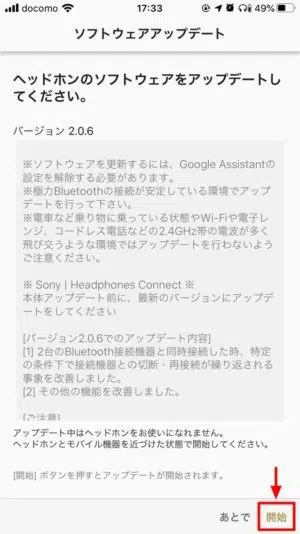 docomo 17:33 49%
ソフトウェアアップデート
ヘッドホンのソフトウェアをアップデートし
てください。
バージョン 2.0.6
※ソフトウェアを更新するには、Google Assistantの
設定を解除する必要があります。
※極力Bluetoothの接続が安定している環境でアップ
デートを行って下さい。
※電車など乗り物に乗っている状態やWi-Fiや電子レ
ンジ、コードレス電話などの2.4GHz帯の電波が多く
飛び交うような環境ではアップデートを行わないよう
ご注意ください。
※ Sony | Headphones Connect ※
本体アップデート前に、最新のバージョンにアップデ
ートをしてください
[バージョン2.0.6でのアップデート内容]
[1] 2台のBluetooth接続機器と同時接続した時、特定
の条件下で接続機器との切断・再接続が繰り返される
事象を改善しました。
[2] その他の機能を改善しました。
[ご注意]
アップデート中はヘッドホンをお使いになれません。
ヘッドホンとモバイル機器を近づけた状態で開始してください。
[開始] ボタンを押すとアップデートが開始されます。
あとで 開始